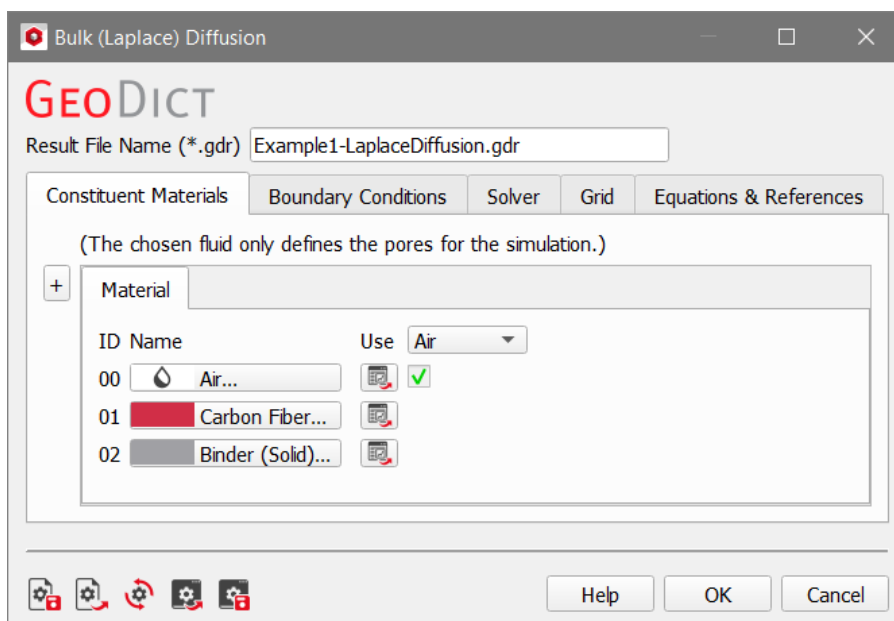 Bulk (Laplace) Diffusion
GEODICT
Result File Name (*.gdr) Example1-LaplaceDiffusion.gdr
Constituent Materials Boundary Conditions Solver Grid Equations & References
(The chosen fluid only defines the pores for the simulation.)
+ Material
ID Name Use Air
00 Air...
01 Carbon Fiber...
02 Binder (Solid)...
Help OK Cancel